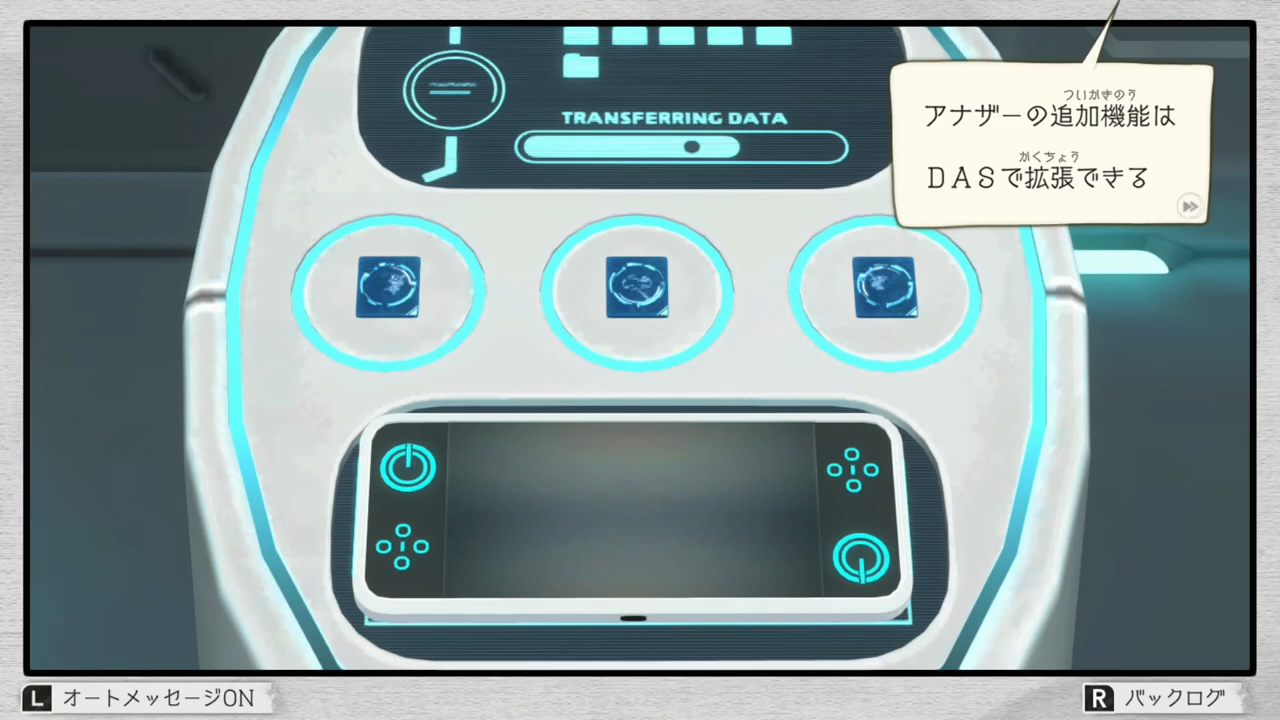 TRANSFERRING DATA
アナザーの追加機能は
ついかきのう
DASで拡張できる
かくちょう
L オートメッセージON
R バックログ